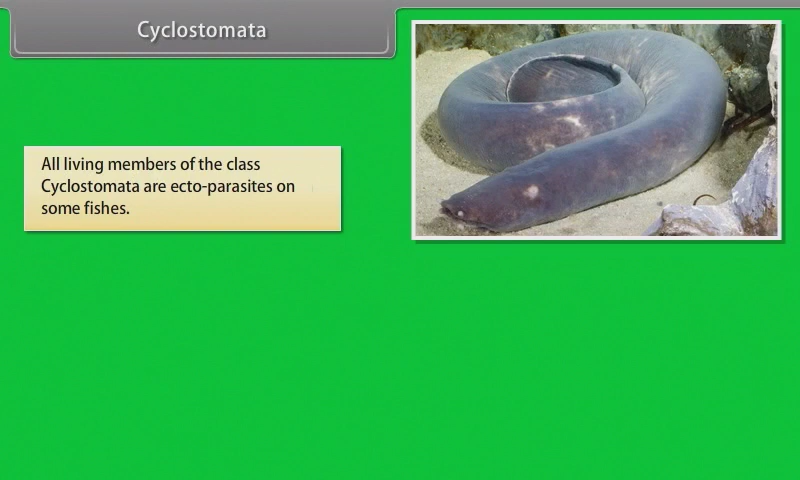 Cyclostomata
All living members of the class
Cyclostomata are ecto-parasites on
some fishes.